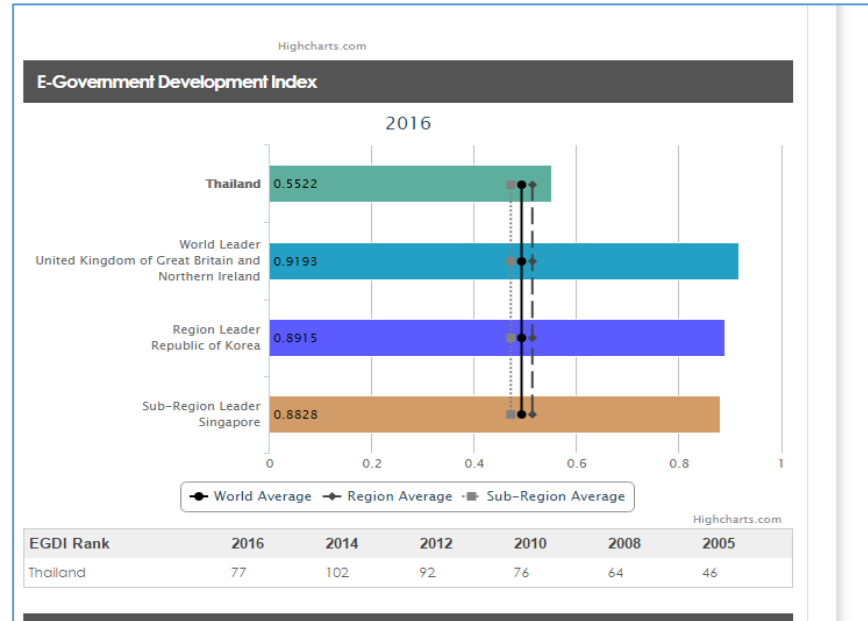 Highcharts.com
E-Government Development Index
2016
Thailand 0.5522
World Leader
United Kingdom of Great Britain and
Northern Ireland
0.9193
Region Leader
Republic of Korea
0.8915
Sub-Region Leader
Singapore
0.8828
0 0.2 0.4 0.6 0.8 1
World Average Region Average Sub-Region Average
Highcharts.com
EGDI Rank 2016 2014 2012 2010 2008 2005
Thailand 77 102 92 76 64 46